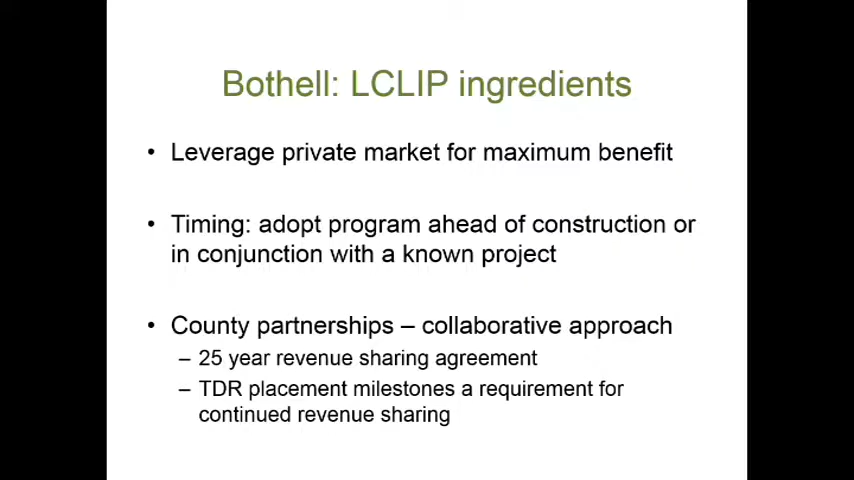 Bothell: LCLIP ingredients
• Leverage private market for maximum benefit
• Timing: adopt program ahead of construction or
in conjunction with a known project
• County partnerships – collaborative approach
– 25 year revenue sharing agreement
– TDR placement milestones a requirement for
continued revenue sharing